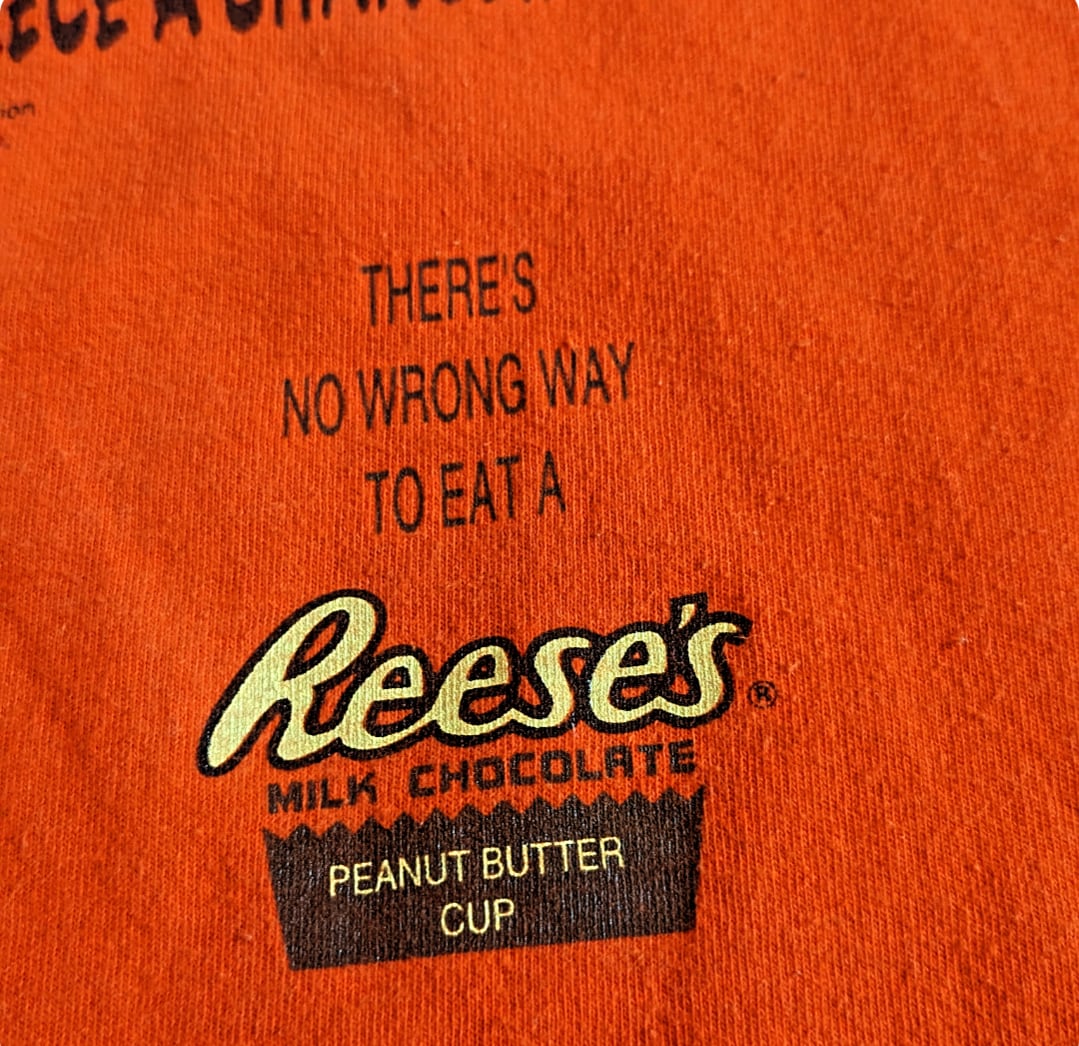 A
THERE'S
NO WRONG WAY
TO EAT A
Reese's®
MILK CHOCOLATE
PEANUT BUTTER
CUP